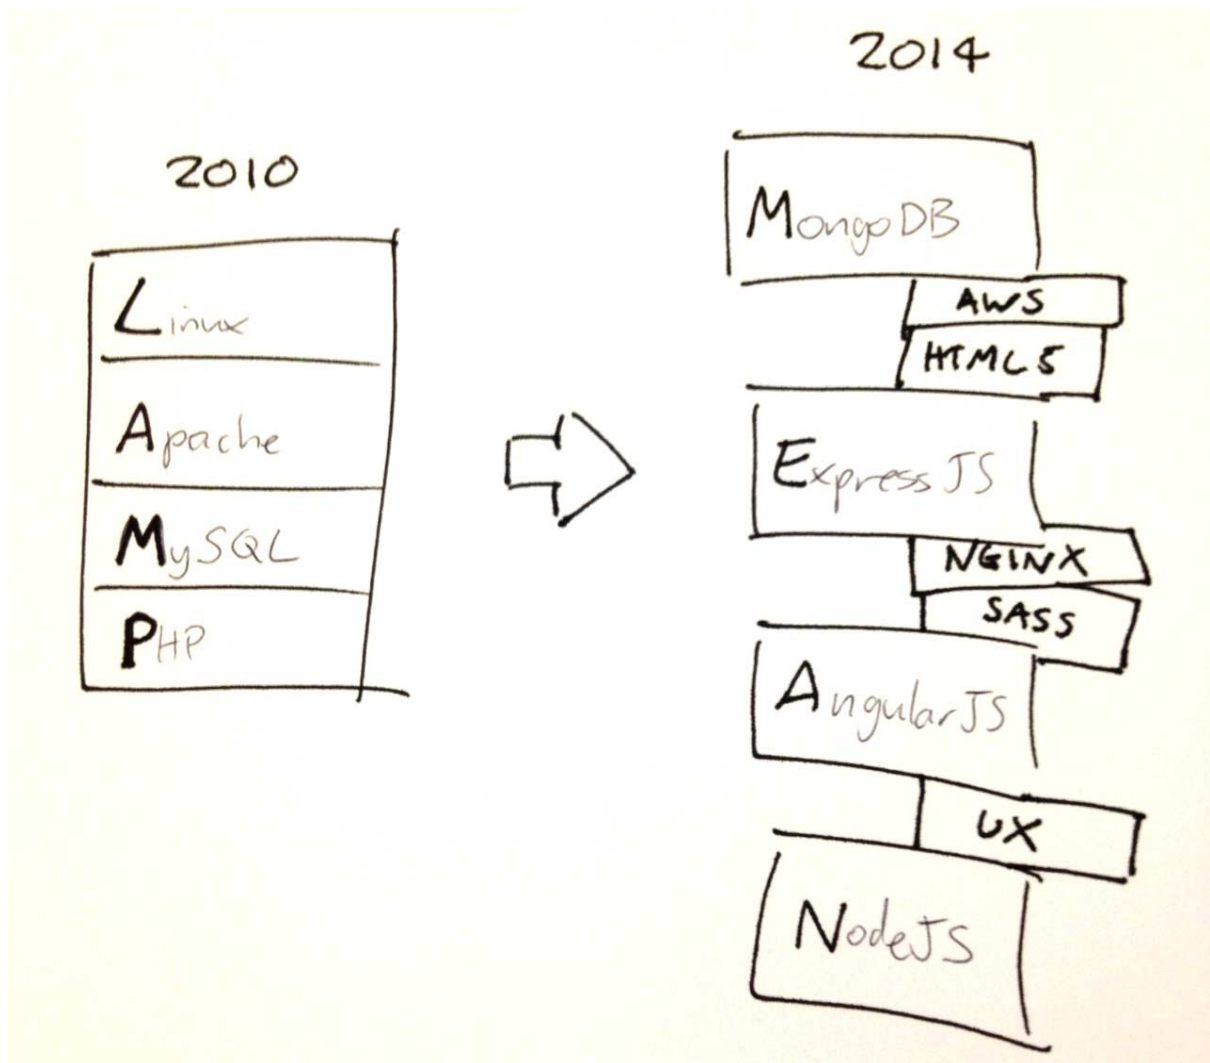 2010
Linux
Apache
MySQL
PHP
2014
MongoDB
AWS
HTML5
ExpressJS
NGINX
SASS
AngularJS
UX
NodeJS